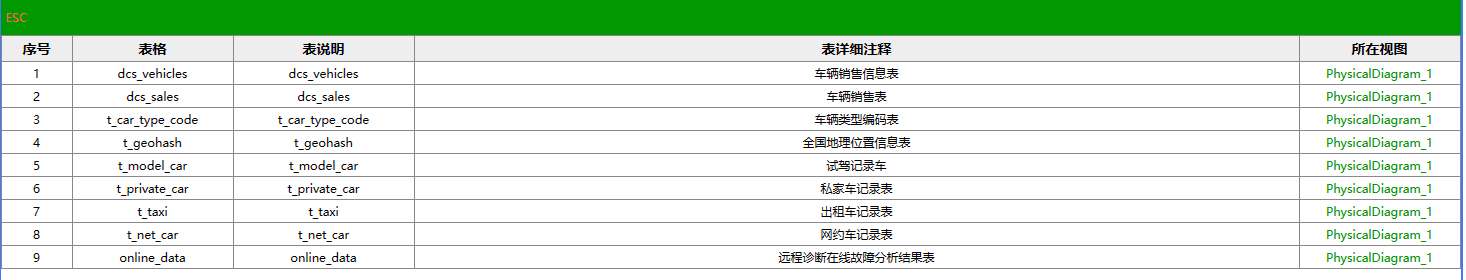 ESC
序号 表格 表说明 表详细注释 所在视图
1 dcs_vehicles dcs_vehicles 车辆销售信息表 PhysicalDiagram_1
2 dcs_sales dcs_sales 车辆销售表 PhysicalDiagram_1
3 t_car_type_code t_car_type_code 车辆类型编码表 PhysicalDiagram_1
4 t_geohash t_geohash 全国地理位置信息表 PhysicalDiagram_1
5 t_model_car t_model_car 试驾记录车 PhysicalDiagram_1
6 t_private_car t_private_car 私家车记录表 PhysicalDiagram_1
7 t_taxi t_taxi 出租车记录表 PhysicalDiagram_1
8 t_net_car t_net_car 网约车记录表 PhysicalDiagram_1
9 online_data online_data 远程诊断在线故障分析结果表 PhysicalDiagram_1